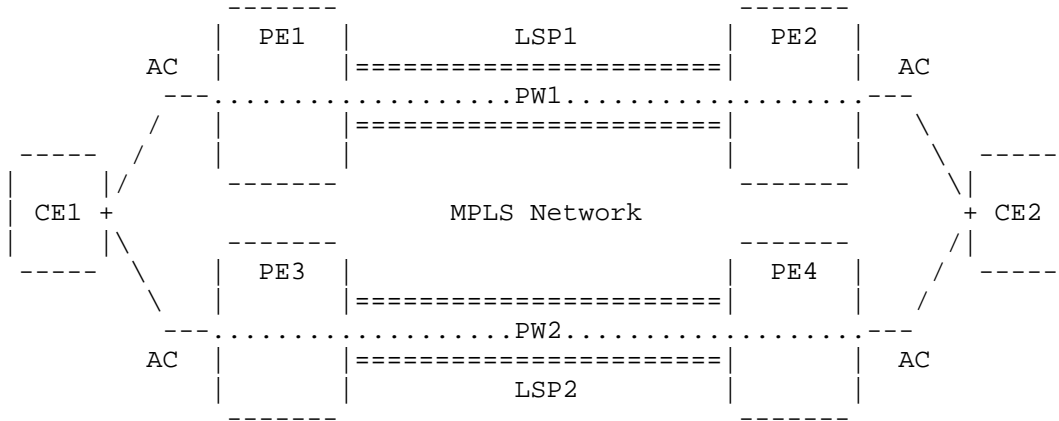 PE1 LSP1 PE2
AC AC
PW1
CE1 MPLS Network CE2
PE3 PE4
PW2
AC AC
LSP2